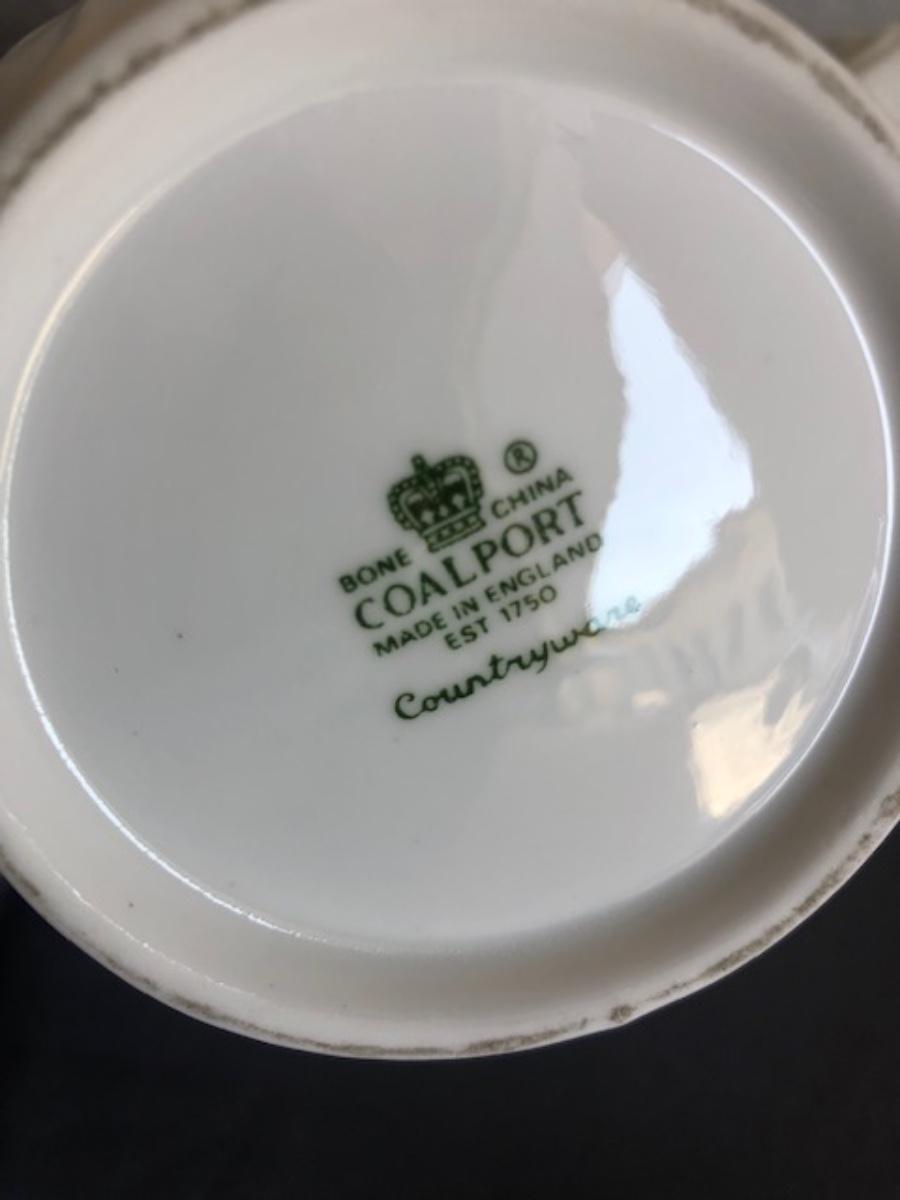 ®
BONE CHINA
COALPORT
MADE IN ENGLAND
EST 1750
Countryware